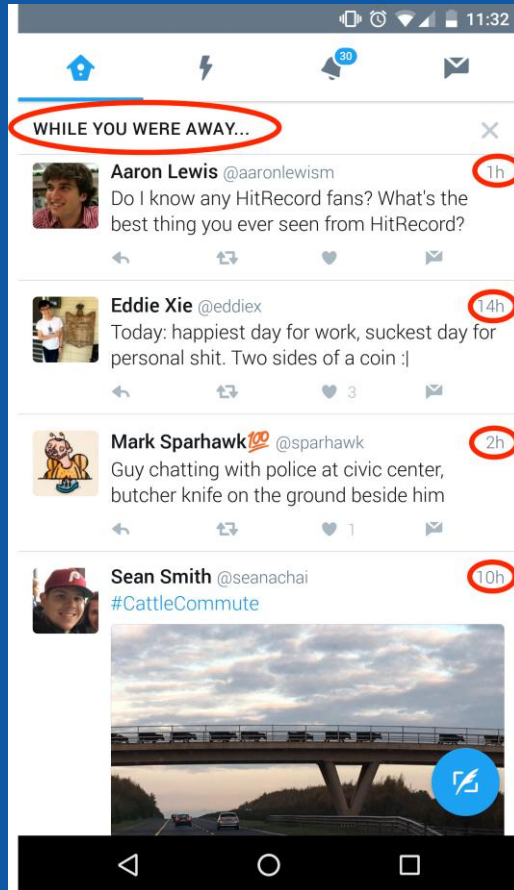 11:32
30
WHILE YOU WERE AWAY...
Aaron Lewis @aaronlewism 1h
Do I know any HitRecord fans? What's the
best thing you ever seen from HitRecord?
Eddie Xie @eddiex 14h
Today: happiest day for work, suckest day for
personal shit. Two sides of a coin :|
3
Mark Sparhawk💯 @sparhawk 2h
Guy chatting with police at civic center,
butcher knife on the ground beside him
1
Sean Smith @seanachai 10h
#CattleCommute